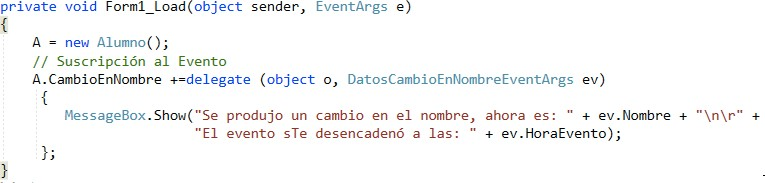 private void Form1_Load(object sender, EventArgs e)
{
A = new Alumno();
// Suscripción al Evento
A.CambioEnNombre +=delegate (object o, DatosCambioEnNombreEventArgs ev)
{
MessageBox.Show("Se produjo un cambio en el nombre, ahora es: " + ev.Nombre + "\n\r" +
"El evento sTe desencadenó a las: " + ev.HoraEvento);
};
}